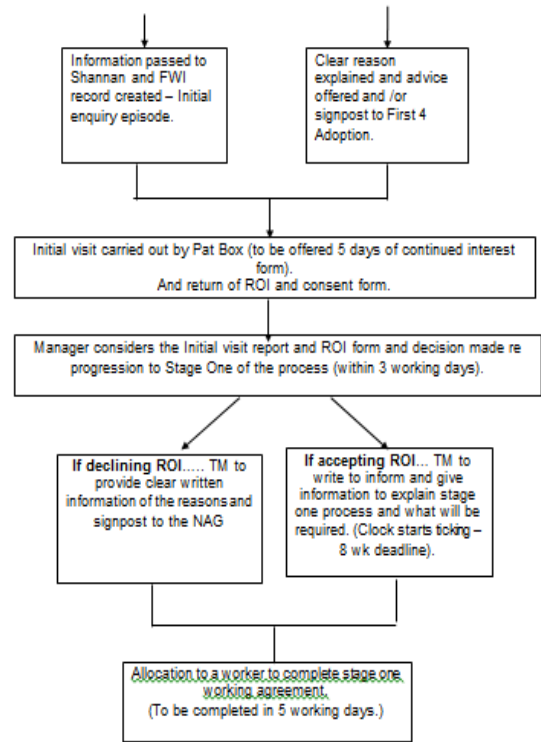 Information passed to
Shannan and FWI
record created – Initial
enquiry episode.
Clear reason
explained and advice
offered and /or
signpost to First 4
Adoption.
Initial visit carried out by Pat Box (to be offered 5 days of continued interest
form).
And return of ROI and consent form.
Manager considers the Initial visit report and ROI form and decision made re
progression to Stage One of the process (within 3 working days).
If declining ROI..... TM to
provide clear written
information of the reasons and
signpost to the NAG
If accepting ROI... TM to
write to inform and give
information to explain stage
one process and what will be
required. (Clock starts ticking –
8 wk deadline).
Allocation to a worker to complete stage one
working agreement.
(To be completed in 5 working days.)